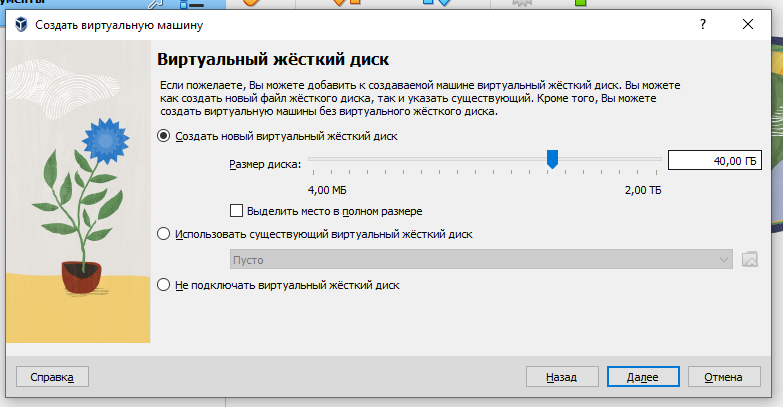 Создать виртуальную машину
?
Виртуальный жёсткий диск
Если пожелаете, Вы можете добавить к создаваемой машине виртуальный жёсткий диск. Вы можете
как создать новый файл жёсткого диска, так и указать существующий. Кроме того, Вы можете
создать виртуальную машины без виртуального жёсткого диска.
Создать новый виртуальный жёсткий диск
Размер диска:
40,00 ГБ
4,00 МБ
2,00 ТБ
Выделить место в полном размере
Использовать существующий виртуальный жёсткий диск
Пусто
Не подключать виртуальный жёсткий диск
Справка
Назад
Далее
Отмена